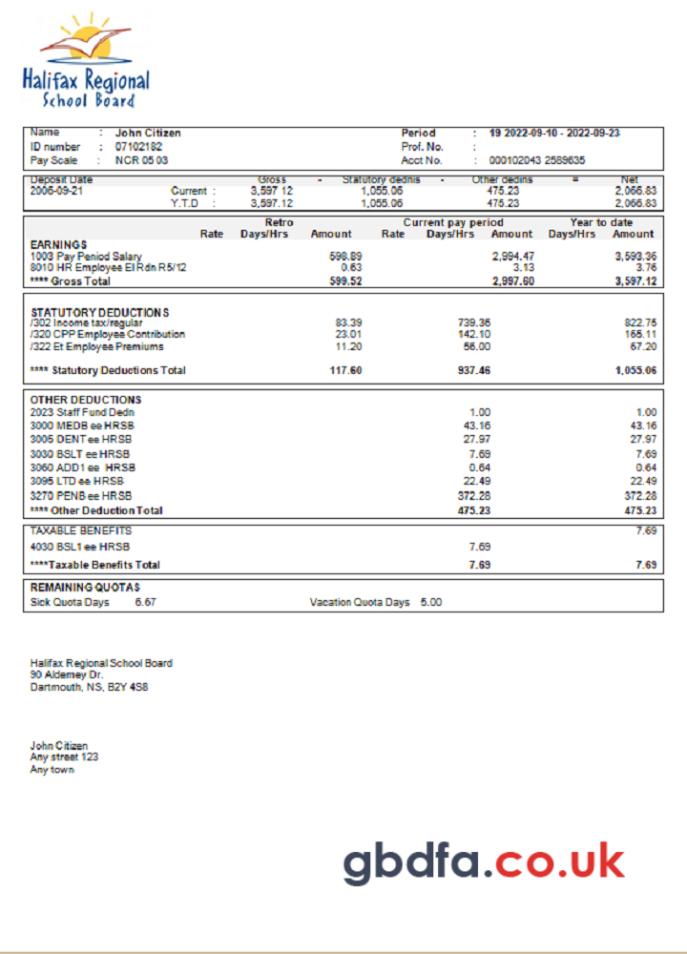 Halifax Regional
School Board
Name : John Citizen Period : 19 2022-09-10 - 2022-09-23
ID number : 07102182 Prof. No. :
Pay Scale : NCR 05 03 Acct No. : 000102043 2589635
Deposit Date Gross - Statutory dednts - Other dedins = Net
2006-09-21 Current : 3,597 12 1,055.06 475.23 2,066.83
Y.T.D : 3,597.12 1,055.06 475.23 2,066.83
Retro Current pay period Year to date
Rate Days/Hrs Amount Rate Days/Hrs Amount Days/Hrs Amount
EARNINGS
1003 Pay Period Salary 598.89 2,994.47 3,593.36
8010 HR Employee EI Rdn R5/12 0.63 3.13 3.76
**** Gross Total 599.52 2,997.60 3,597.12
STATUTORY DEDUCTIONS
/302 Income tax/regular 83.39 739.36 822.75
/320 CPP Employee Contribution 23.01 142.10 165.11
/322 Et Employee Premiums 11.20 56.00 67.20
**** Statutory Deductions Total 117.60 937.46 1,055.06
OTHER DEDUCTIONS
2023 Staff Fund Dedn 1.00 1.00
3000 MEDB ee HRSB 43.16 43.16
3005 DENT ee HRSB 27.97 27.97
3030 BSLT ee HRSB 7.69 7.69
3060 ADD1 ee HRSB 0.64 0.64
3095 LTD ee HRSB 22.49 22.49
3270 PENB ee HRSB 372.28 372.28
**** Other Deduction Total 475.23 475.23
TAXABLE BENEFITS 7.69
4030 BSL1 ee HRSB 7.69
****Taxable Benefits Total 7.69 7.69
REMAINING QUOTAS
Sick Quota Days 6.67 Vacation Quota Days 5.00
Halifax Regional School Board
90 Alderney Dr.
Dartmouth, NS, B2Y 4S8
John Citizen
Any street 123
Any town
gbdfa.co.uk